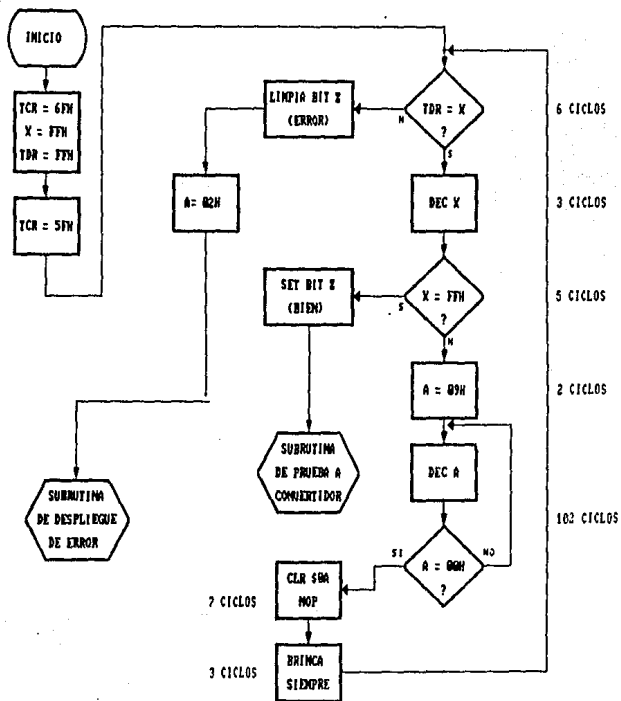 INICIO
TCR = 6FH
X = FFH
TDR = FFH
TCR = 5FH
LIMPIA BIT Z
(ERROR)
N
TDR = X
?
S
6 CICLOS
A= 02H
DEC X
3 CICLOS
SET BIT Z
(BIEN)
S
X = FFH
?
N
5 CICLOS
A = 09H
2 CICLOS
SUBRUTINA
DE PRUEBA A
CONVERTIDOR
DEC A
SUBRUTINA
DE DESPLIEGUE
DE ERROR
102 CICLOS
SI
A = 00H
?
NO
7 CICLOS
CLR $0A
NOP
3 CICLOS
BRINCA
SIEMPRE